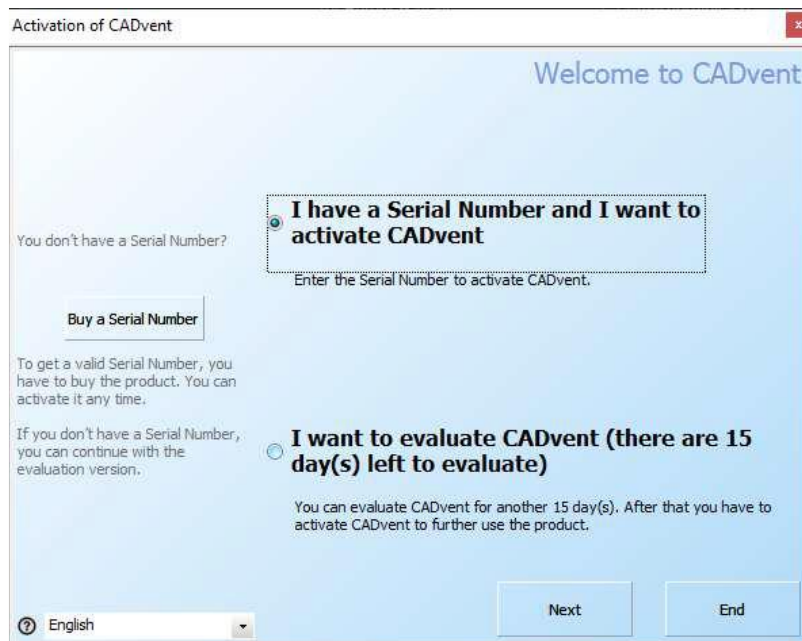 Activation of CADvent
x
Welcome to CADvent
I have a Serial Number and I want to
activate CADvent
Enter the Serial Number to activate CADvent.
You don't have a Serial Number?
Buy a Serial Number
To get a valid Serial Number, you
have to buy the product. You can
activate it any time.
If you don't have a Serial Number,
you can continue with the
evaluation version.
I want to evaluate CADvent (there are 15
day(s) left to evaluate)
You can evaluate CADvent for another 15 day(s). After that you have to
activate CADvent to further use the product.
? English
Next
End